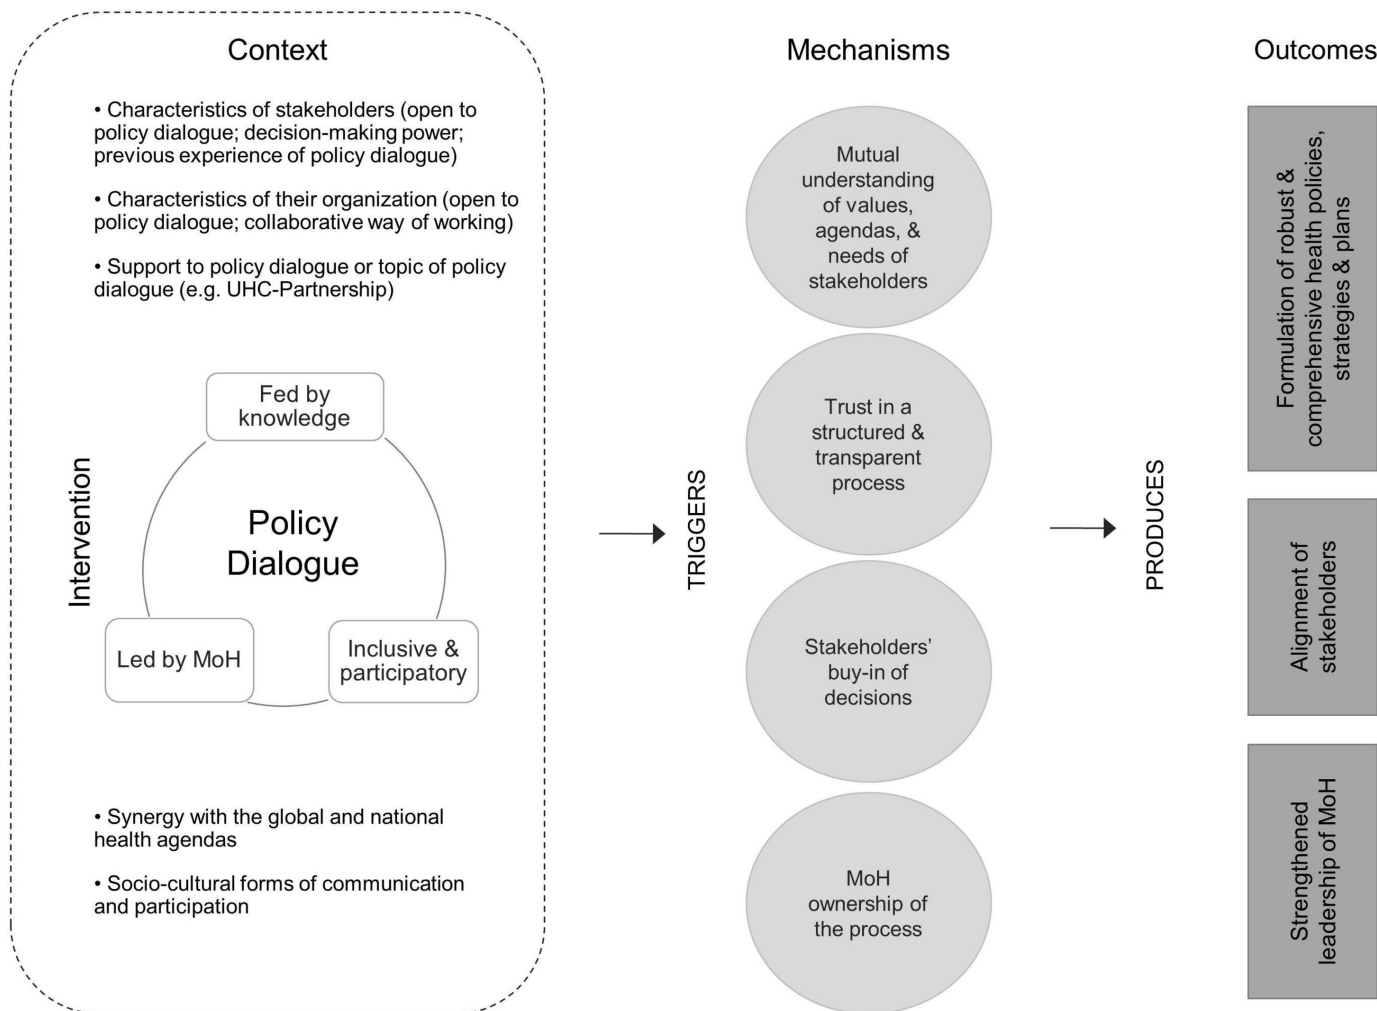 Context
• Characteristics of stakeholders (open to
policy dialogue; decision-making power;
previous experience of policy dialogue)
• Characteristics of their organization (open to
policy dialogue; collaborative way of working)
• Support to policy dialogue or topic of policy
dialogue (e.g. UHC-Partnership)
Intervention
Fed by
knowledge
Policy
Dialogue
Led by MoH
Inclusive &
participatory
• Synergy with the global and national
health agendas
• Socio-cultural forms of communication
and participation
TRIGGERS
Mechanisms
Mutual
understanding
of values,
agendas, &
needs of
stakeholders
Trust in a
structured &
transparent
process
Stakeholders’
buy-in of
decisions
MoH
ownership of
the process
PRODUCES
Outcomes
Formulation of robust &
comprehensive health policies,
strategies & plans
Alignment of
stakeholders
Strengthened
leadership of MoH